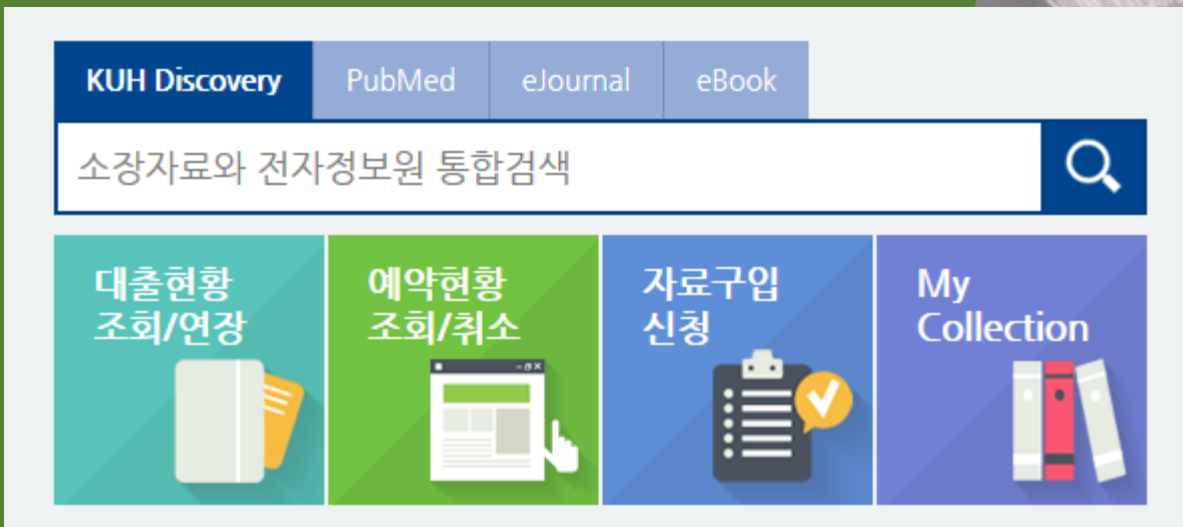 KUH Discovery PubMed eJournal eBook
소장자료와 전자정보원 통합검색
대출현황
조회/연장
예약현황
조회/취소
자료구입
신청
My
Collection